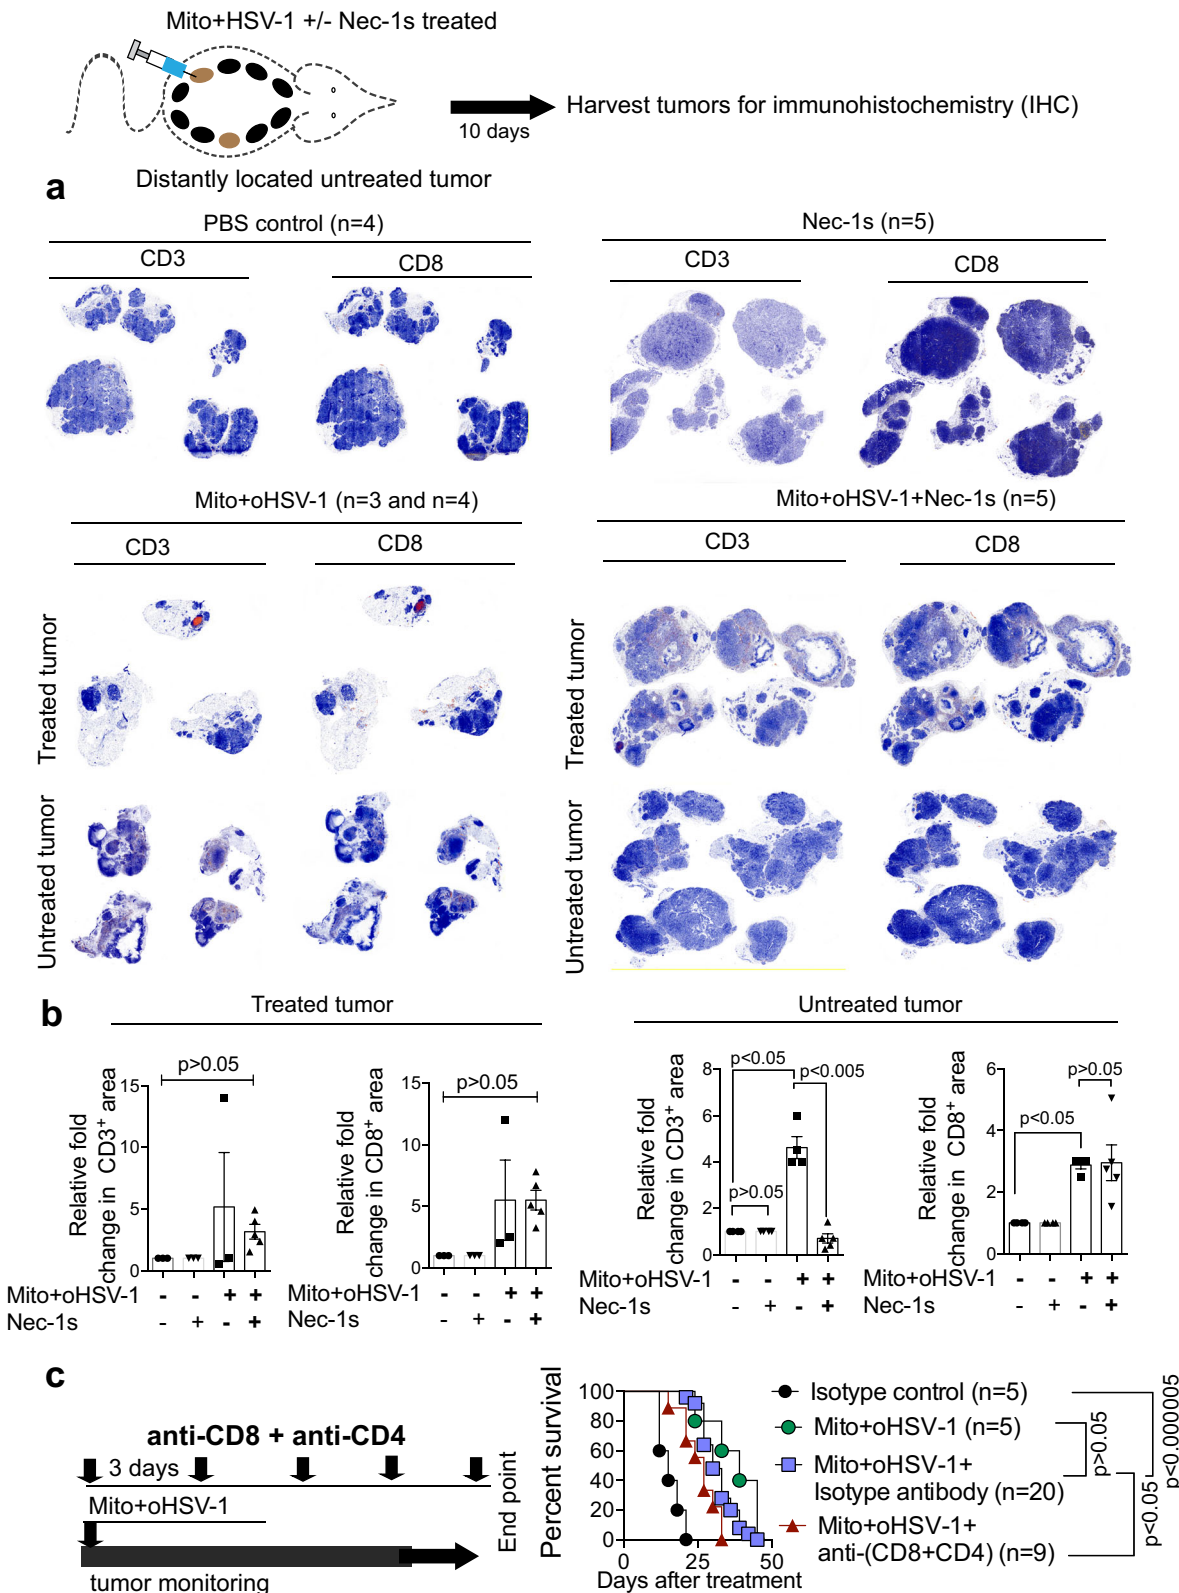 Mito+HSV-1 +/- Nec-1s treated
10 days
Harvest tumors for immunohistochemistry (IHC)
Distantly located untreated tumor
a
PBS control (n=4)
CD3
CD8
Nec-1s (n=5)
CD3
CD8
Mito+oHSV-1 (n=3 and n=4)
CD3
CD8
Mito+oHSV-1+Nec-1s (n=5)
CD3
CD8
Treated tumor
Untreated tumor
Treated tumor
Untreated tumor
b
Treated tumor
Untreated tumor
Relative fold
change in CD3+ area
15
10
5
0
p>0.05
Relative fold
change in CD8+ area
15
10
5
0
p>0.05
Relative fold
change in CD3+ area
8
6
4
2
0
p<0.05
p<0.005
p>0.05
Relative fold
change in CD8+ area
6
4
2
0
p<0.05
p>0.05
Mito+oHSV-1 - - + +
Nec-1s - + - +
Mito+oHSV-1 - - + +
Nec-1s - + - +
Mito+oHSV-1 - - + +
Nec-1s - + - +
Mito+oHSV-1 - - + +
Nec-1s - + - +
c
anti-CD8 + anti-CD4
3 days
Mito+oHSV-1
tumor monitoring
End point
Percent survival
100
80
60
40
20
0
0 25 50
Days after treatment
Isotype control (n=5)
Mito+oHSV-1 (n=5)
Mito+oHSV-1+
Isotype antibody (n=20)
Mito+oHSV-1+
anti-(CD8+CD4) (n=9)
p>0.05
p<0.05
p<0.000005